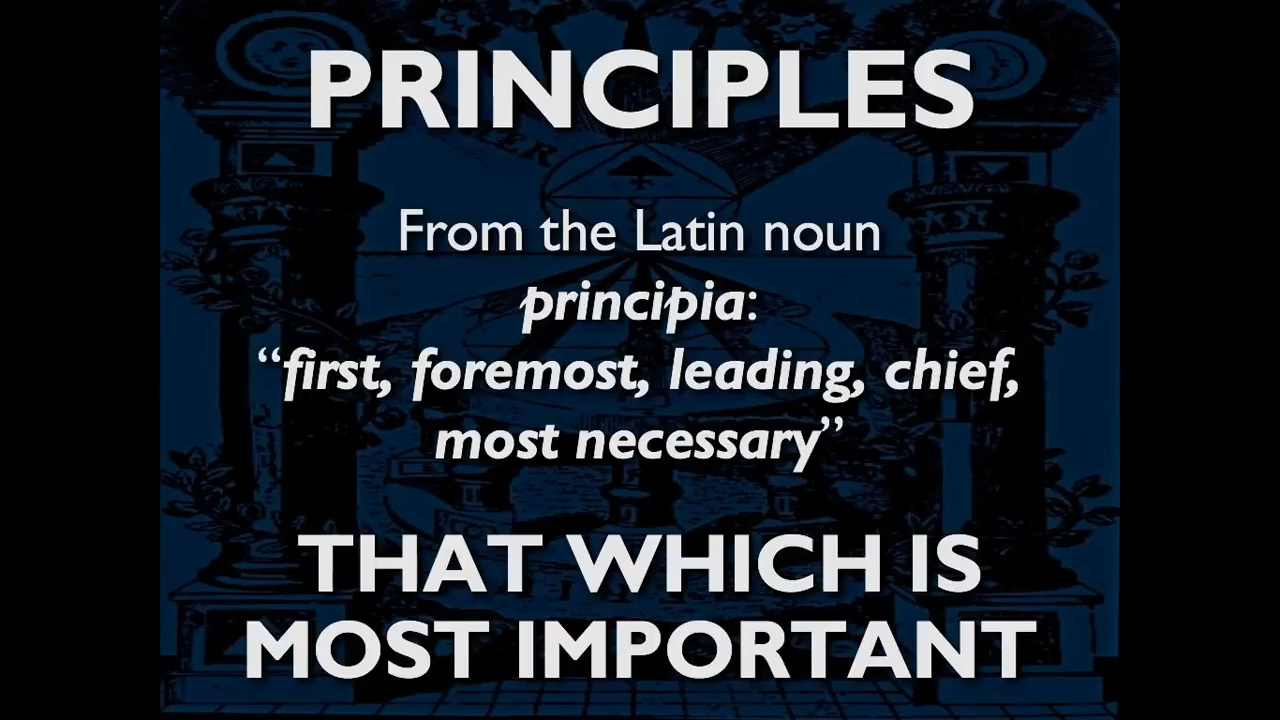 PRINCIPLES
From the Latin noun
principia:
“first, foremost, leading, chief,
most necessary”
THAT WHICH IS
MOST IMPORTANT